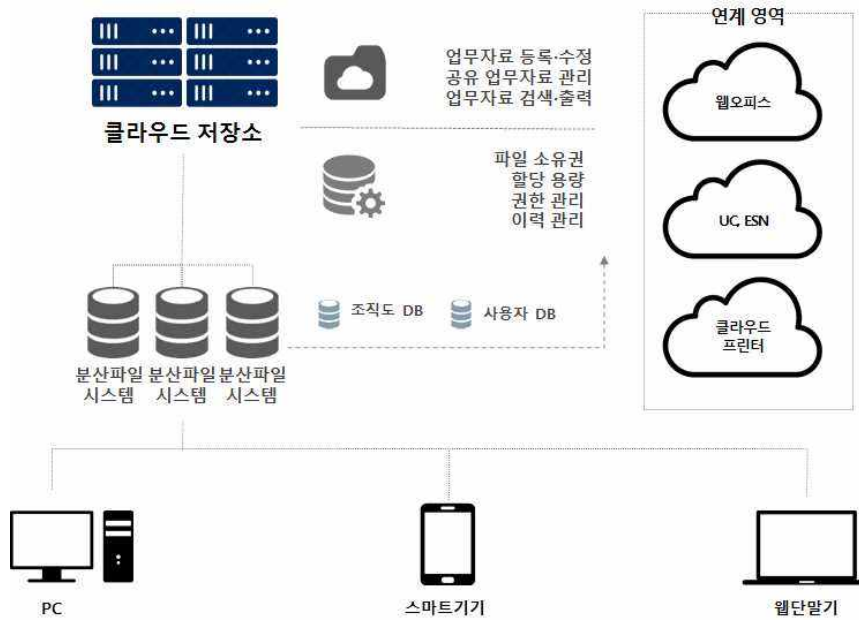 연계 영역
업무자료 등록·수정
공유 업무자료 관리
업무자료 검색·출력
웹오피스
클라우드 저장소
파일 소유권
할당 용량
권한 관리
이력 관리
UC, ESN
조직도 DB
사용자 DB
클라우드
프린터
분산파일 분산파일 분산파일
시스템 시스템 시스템
PC
스마트기기
웹단말기